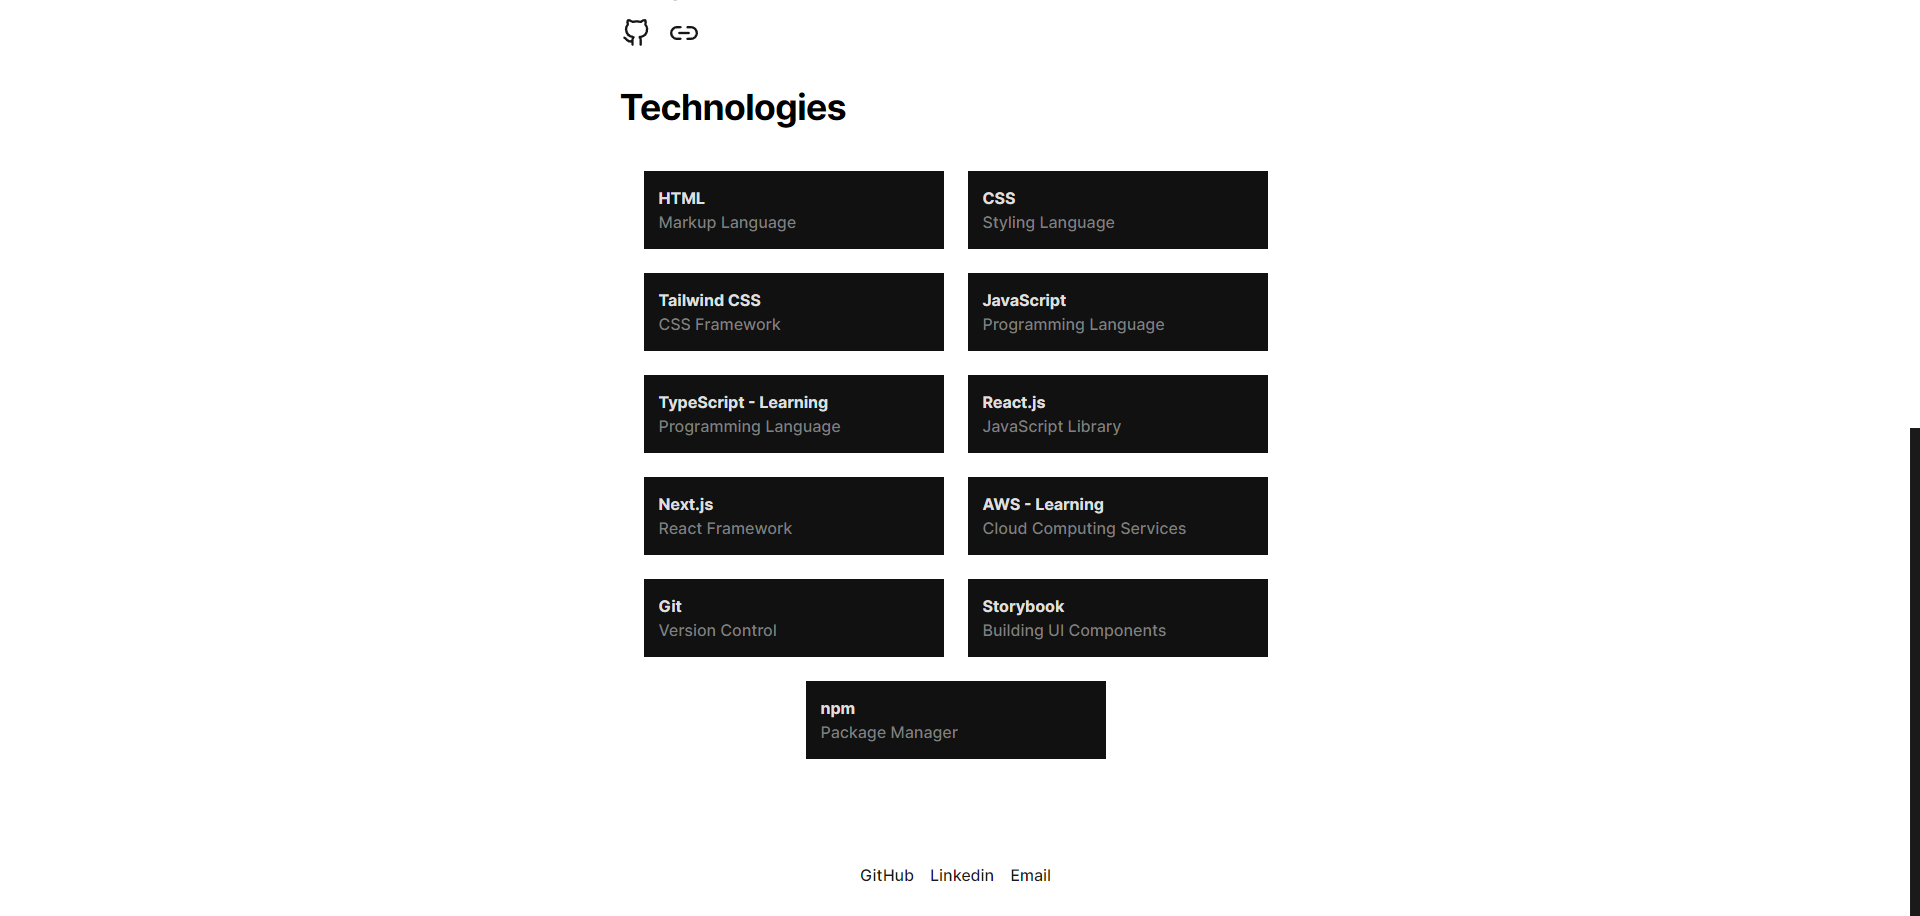 Technologies
HTML
Markup Language
CSS
Styling Language
Tailwind CSS
CSS Framework
JavaScript
Programming Language
TypeScript - Learning
Programming Language
React.js
JavaScript Library
Next.js
React Framework
AWS - Learning
Cloud Computing Services
Git
Version Control
Storybook
Building UI Components
npm
Package Manager
GitHub Linkedin Email